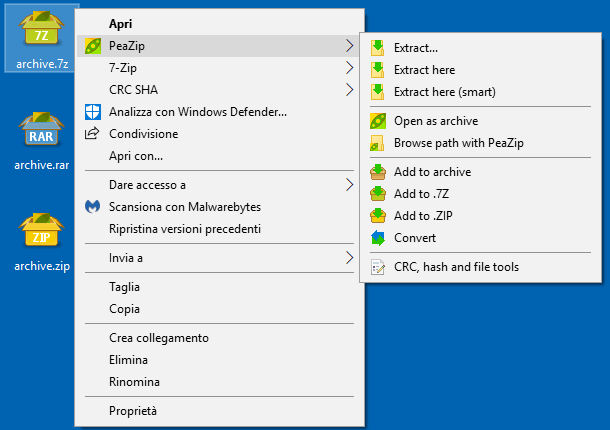 7Z
archive.7z
RAR
archive.rar
ZIP
archive.zip
Apri
PeaZip
7-Zip
CRC SHA
Analizza con Windows Defender...
Condivisione
Apri con...
Dare accesso a
Scansiona con Malwarebytes
Ripristina versioni precedenti
Invia a
Taglia
Copia
Crea collegamento
Elimina
Rinomina
Proprietà
Extract...
Extract here
Extract here (smart)
Open as archive
Browse path with PeaZip
Add to archive
Add to .7Z
Add to .ZIP
Convert
CRC, hash and file tools